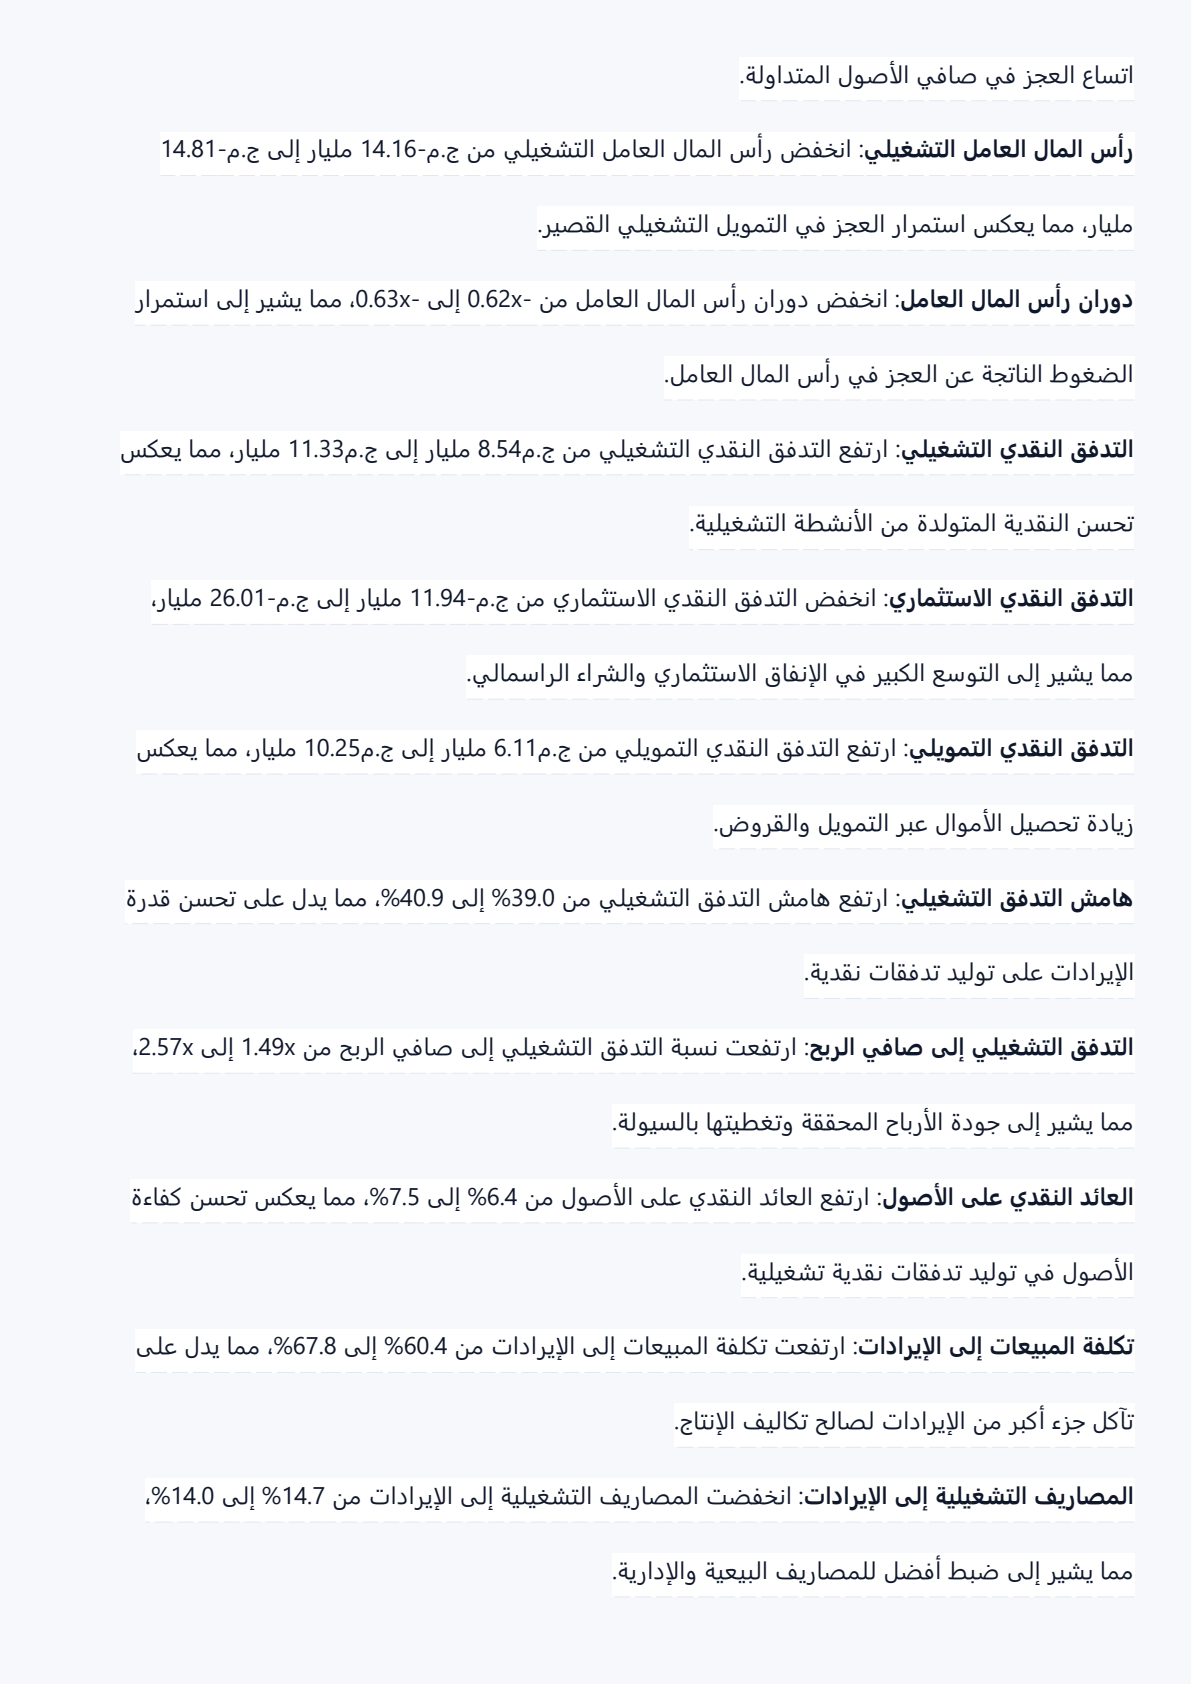 اتساع العجز في صافي الأصول المتداولة.
رأس المال العامل التشغيلي: انخفض رأس المال العامل التشغيلي من ج.م-14.16 مليار إلى ج.م-14.81
مليار، مما يعكس استمرار العجز في التمويل التشغيلي القصير.
دوران رأس المال العامل: انخفض دوران رأس المال العامل من -0.62x إلى -0.63x، مما يشير إلى استمرار
الضغوط الناتجة عن العجز في رأس المال العامل.
التدفق النقدي التشغيلي: ارتفع التدفق النقدي التشغيلي من ج.م8.54 مليار إلى ج.م11.33 مليار، مما يعكس
تحسن النقدية المتولدة من الأنشطة التشغيلية.
التدفق النقدي الاستثماري: انخفض التدفق النقدي الاستثماري من ج.م-11.94 مليار إلى ج.م-26.01 مليار،
مما يشير إلى التوسع الكبير في الإنفاق الاستثماري والشراء الراسمالي.
التدفق النقدي التمويلي: ارتفع التدفق النقدي التمويلي من ج.م6.11 مليار إلى ج.م10.25 مليار، مما يعكس
زيادة تحصيل الأموال عبر التمويل والقروض.
هامش التدفق التشغيلي: ارتفع هامش التدفق التشغيلي من 39.0% إلى 40.9%، مما يدل على تحسن قدرة
الإيرادات على توليد تدفقات نقدية.
التدفق التشغيلي إلى صافي الربح: ارتفعت نسبة التدفق التشغيلي إلى صافي الربح من 1.49x إلى 2.57x،
مما يشير إلى جودة الأرباح المحققة وتغطيتها بالسيولة.
العائد النقدي على الأصول: ارتفع العائد النقدي على الأصول من 6.4% إلى 7.5%، مما يعكس تحسن كفاءة
الأصول في توليد تدفقات نقدية تشغيلية.
تكلفة المبيعات إلى الإيرادات: ارتفعت تكلفة المبيعات إلى الإيرادات من 60.4% إلى 67.8%، مما يدل على
تآكل جزء أكبر من الإيرادات لصالح تكاليف الإنتاج.
المصاريف التشغيلية إلى الإيرادات: انخفضت المصاريف التشغيلية إلى الإيرادات من 14.7% إلى 14.0%،
مما يشير إلى ضبط أفضل للمصاريف البيعية والإدارية.